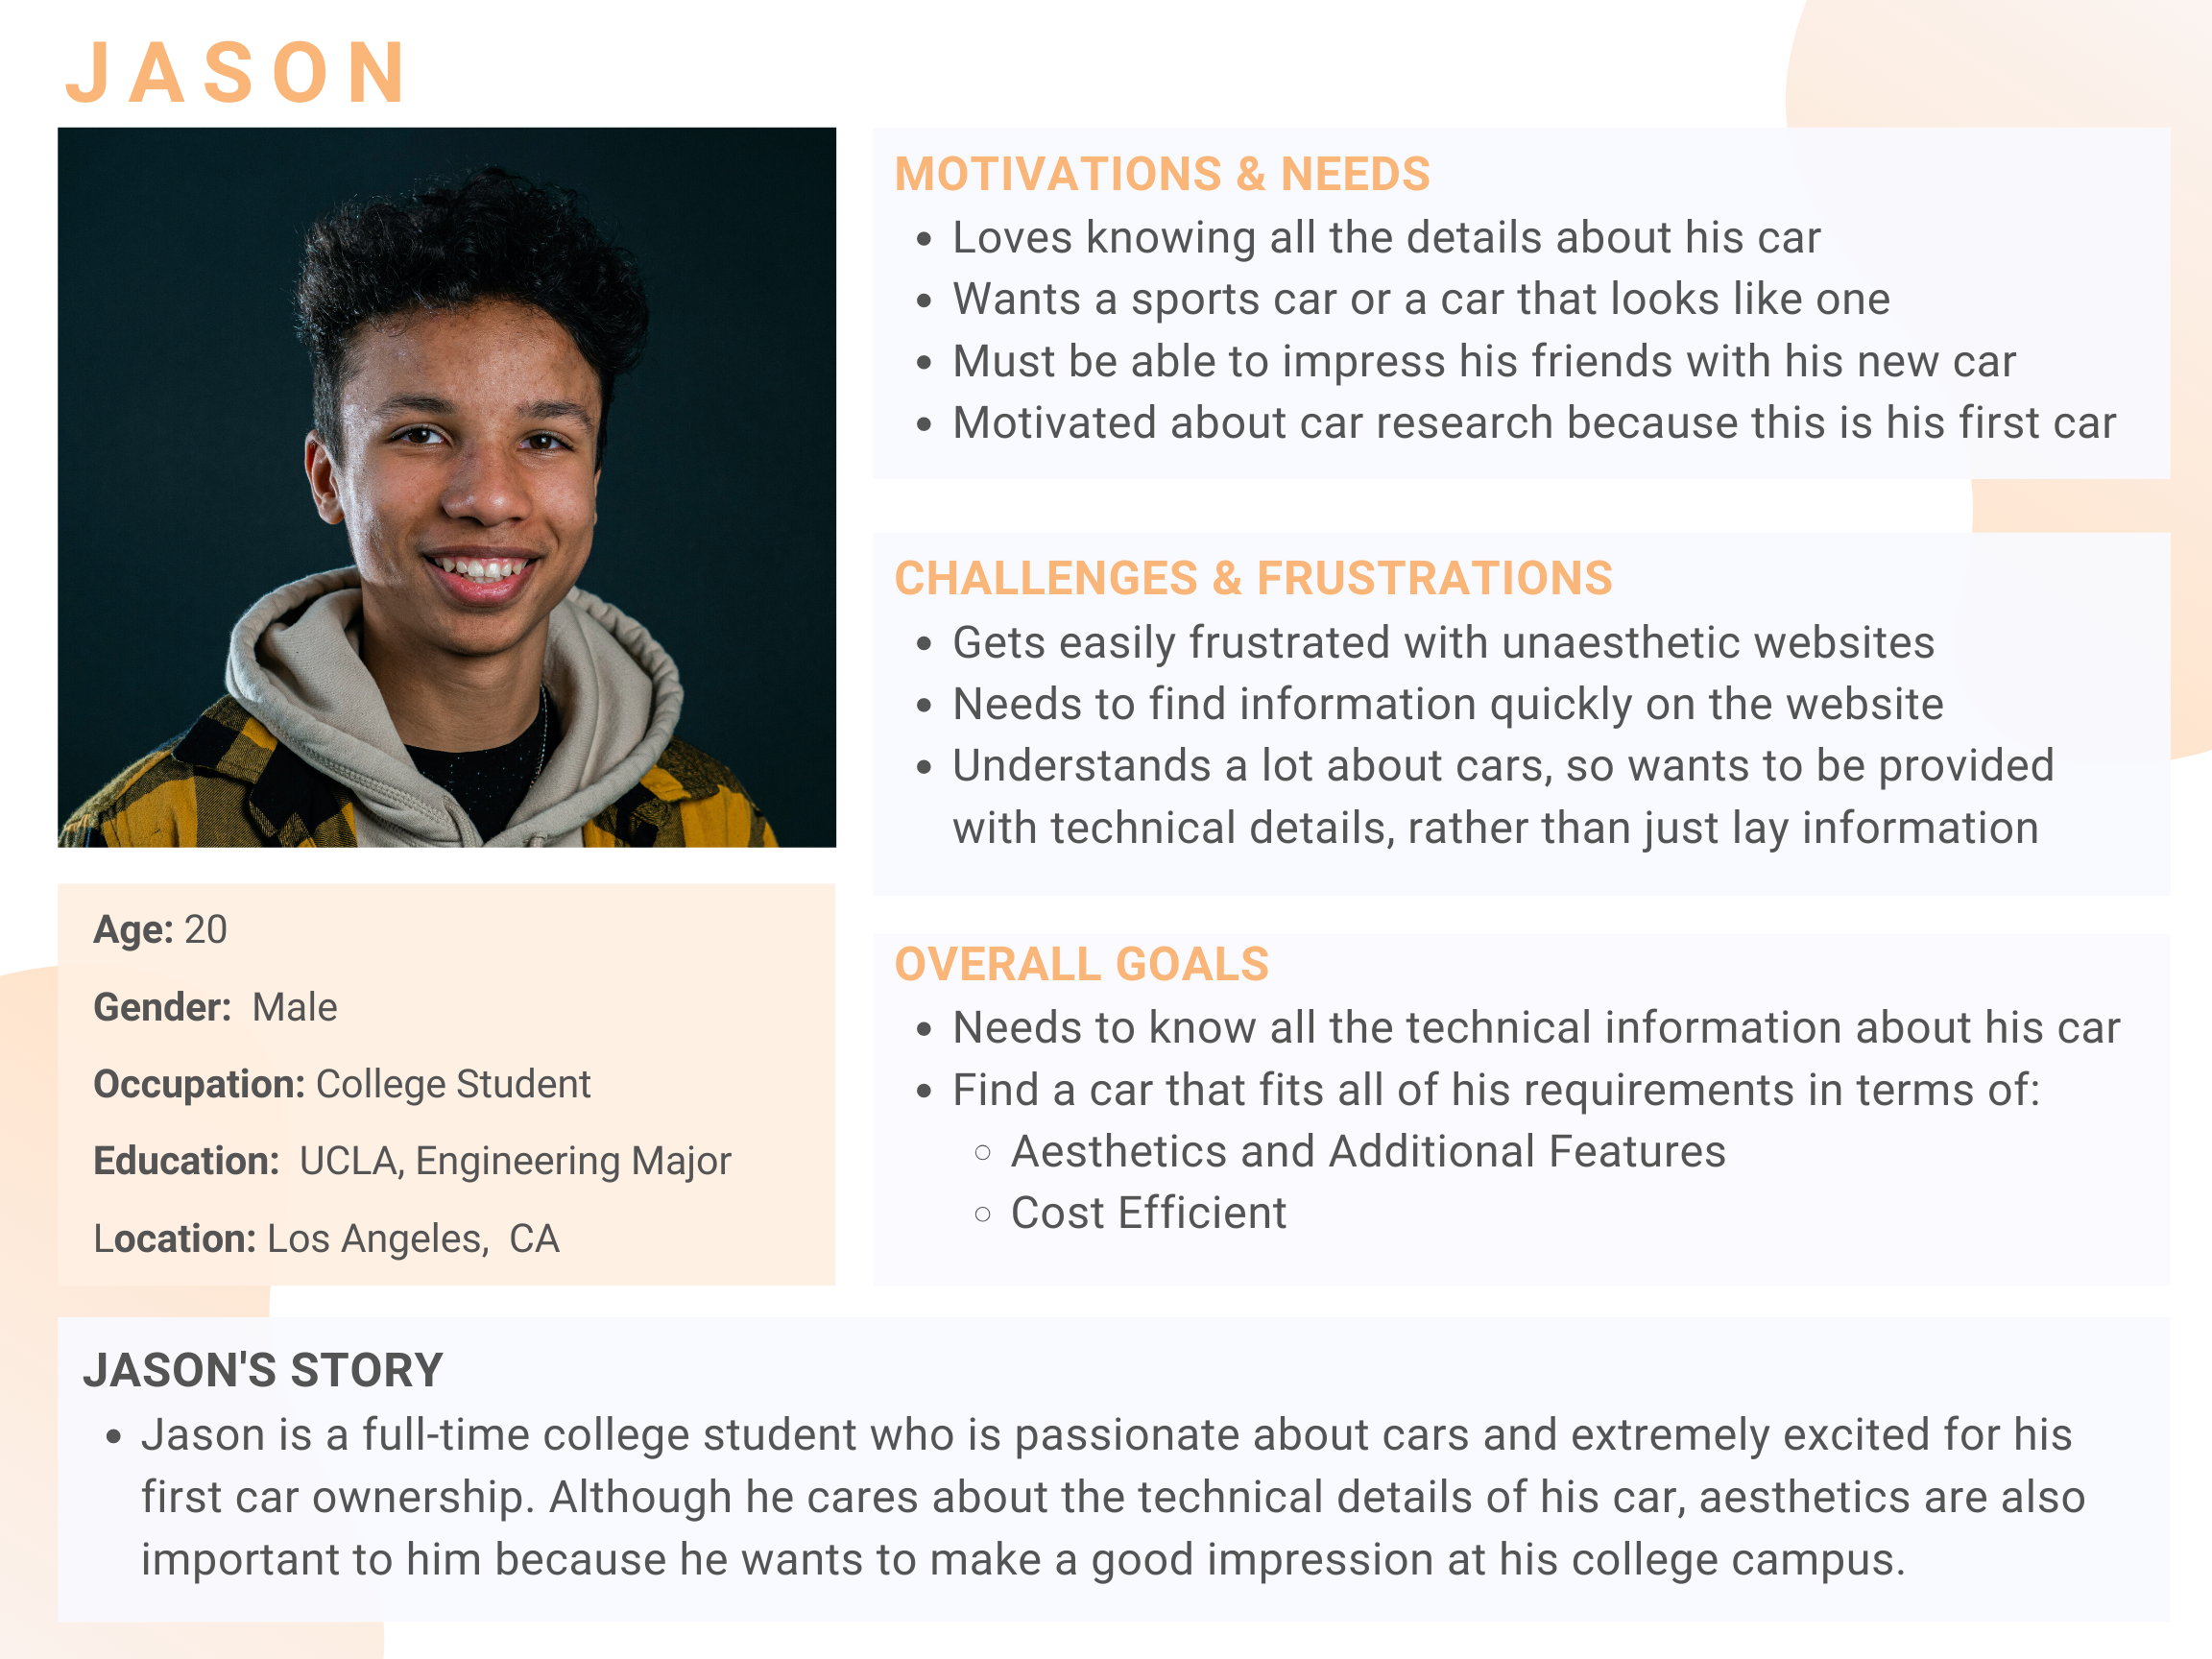 JASON
MOTIVATIONS & NEEDS
• Loves knowing all the details about his car
• Wants a sports car or a car that looks like one
• Must be able to impress his friends with his new car
• Motivated about car research because this is his first car
CHALLENGES & FRUSTRATIONS
• Gets easily frustrated with unaesthetic websites
• Needs to find information quickly on the website
• Understands a lot about cars, so wants to be provided
with technical details, rather than just lay information
Age: 20
Gender: Male
Occupation: College Student
Education: UCLA, Engineering Major
Location: Los Angeles, CA
OVERALL GOALS
• Needs to know all the technical information about his car
• Find a car that fits all of his requirements in terms of:
○ Aesthetics and Additional Features
○ Cost Efficient
JASON'S STORY
• Jason is a full-time college student who is passionate about cars and extremely excited for his
first car ownership. Although he cares about the technical details of his car, aesthetics are also
important to him because he wants to make a good impression at his college campus.